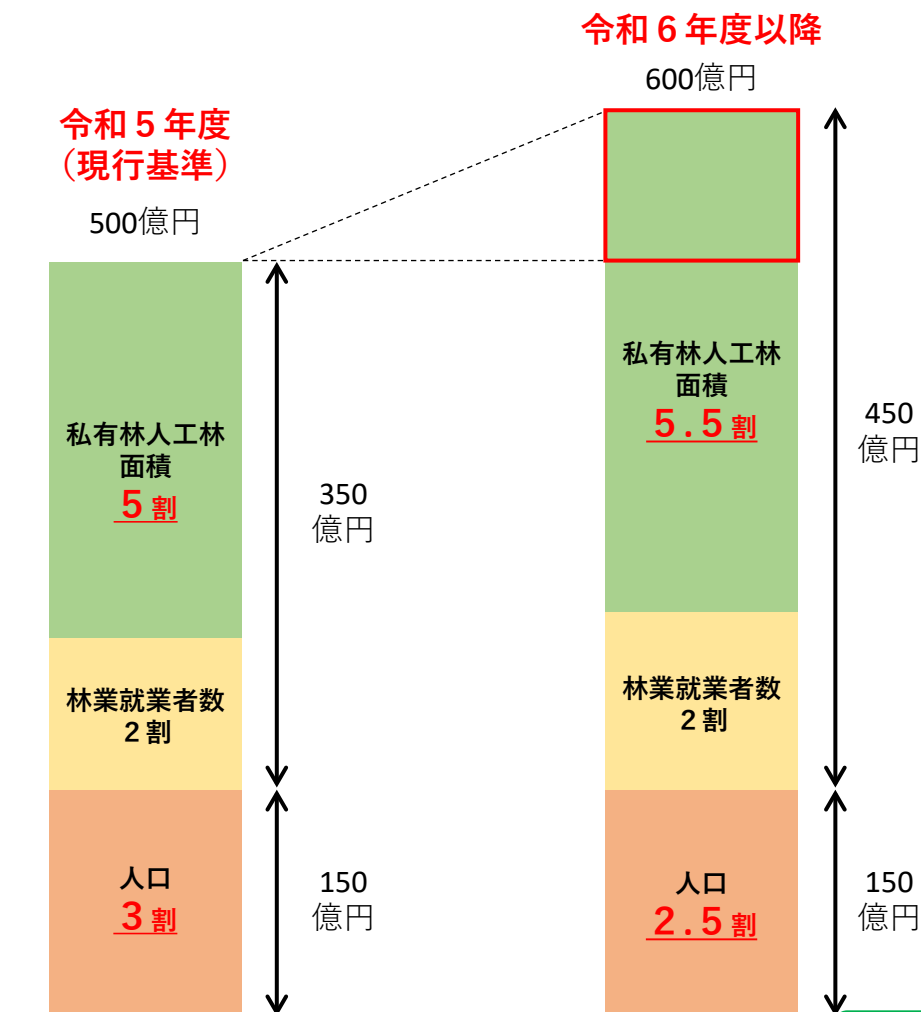 令和５年度
（現行基準）
500億円
私有林人工林
面積
５割
林業就業者数
２割
人口
３割
350
億円
150
億円
令和６年度以降
600億円
私有林人工林
面積
５.５割
林業就業者数
２割
人口
２.５割
450
億円
150
億円